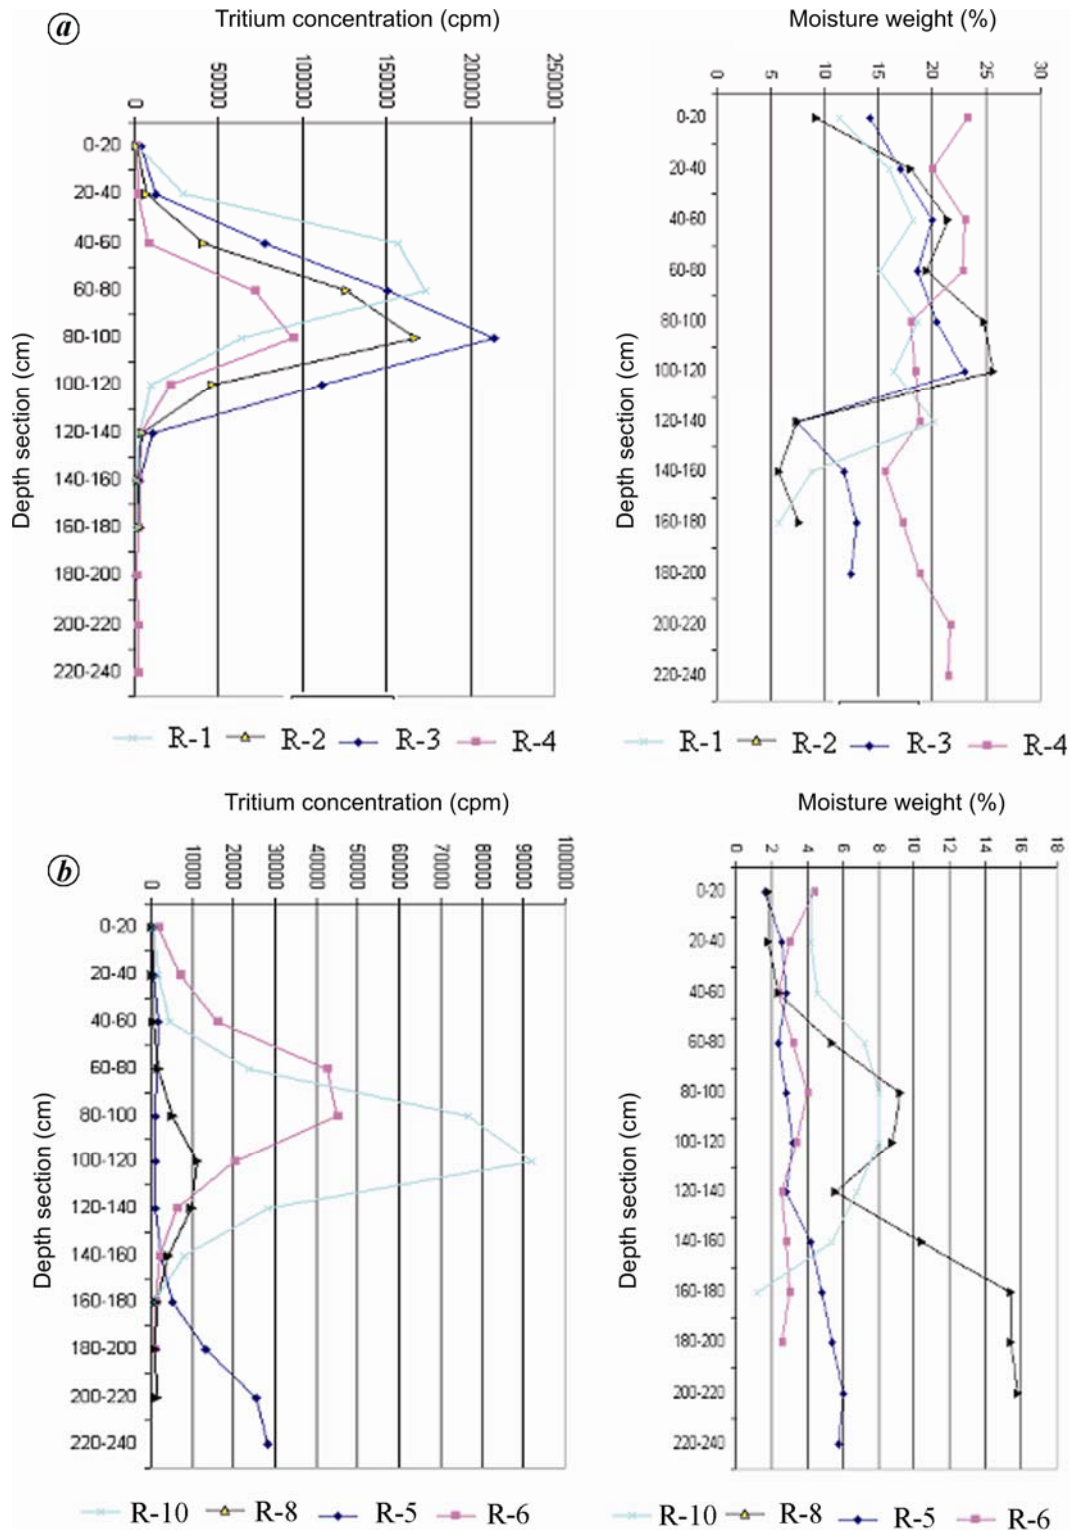 a
Tritium concentration (cpm)
0 50000 100000 150000 200000 250000
Depth section (cm)
0-20
20-40
40-60
60-80
80-100
100-120
120-140
140-160
160-180
180-200
200-220
220-240
R-1 R-2 R-3 R-4
Moisture weight (%)
0 5 10 15 20 25 30
Depth section (cm)
0-20
20-40
40-60
60-80
80-100
100-120
120-140
140-160
160-180
180-200
200-220
220-240
R-1 R-2 R-3 R-4
b
Tritium concentration (cpm)
0 10000 20000 30000 40000 50000 60000 70000 80000 90000 100000
Depth section (cm)
0-20
20-40
40-60
60-80
80-100
100-120
120-140
140-160
160-180
180-200
200-220
220-240
R-10 R-8 R-5 R-6
Moisture weight (%)
0 2 4 6 8 10 12 14 16 18
Depth section (cm)
0-20
20-40
40-60
60-80
80-100
100-120
120-140
140-160
160-180
180-200
200-220
220-240
R-10 R-8 R-5 R-6